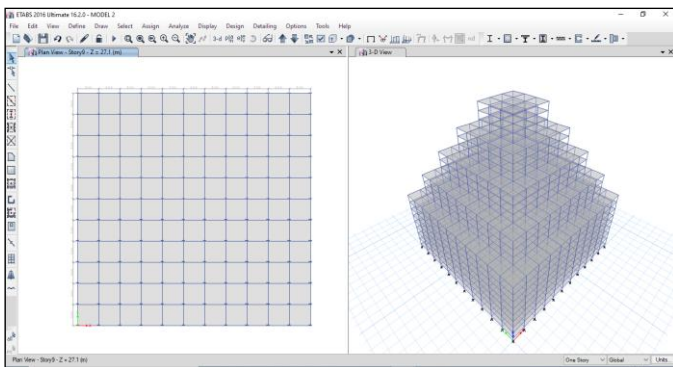 ETABS 2016 Ultimate 16.2.0 - MODEL 2
File Edit View Define Draw Select Assign Analyze Display Design Detailing Options Tools Help
3-d
Plan View - Story9 - Z = 27.1 (m)
3-D View
Plan View - Story9 - Z = 27.1 (m)
One Story
Global
Units...